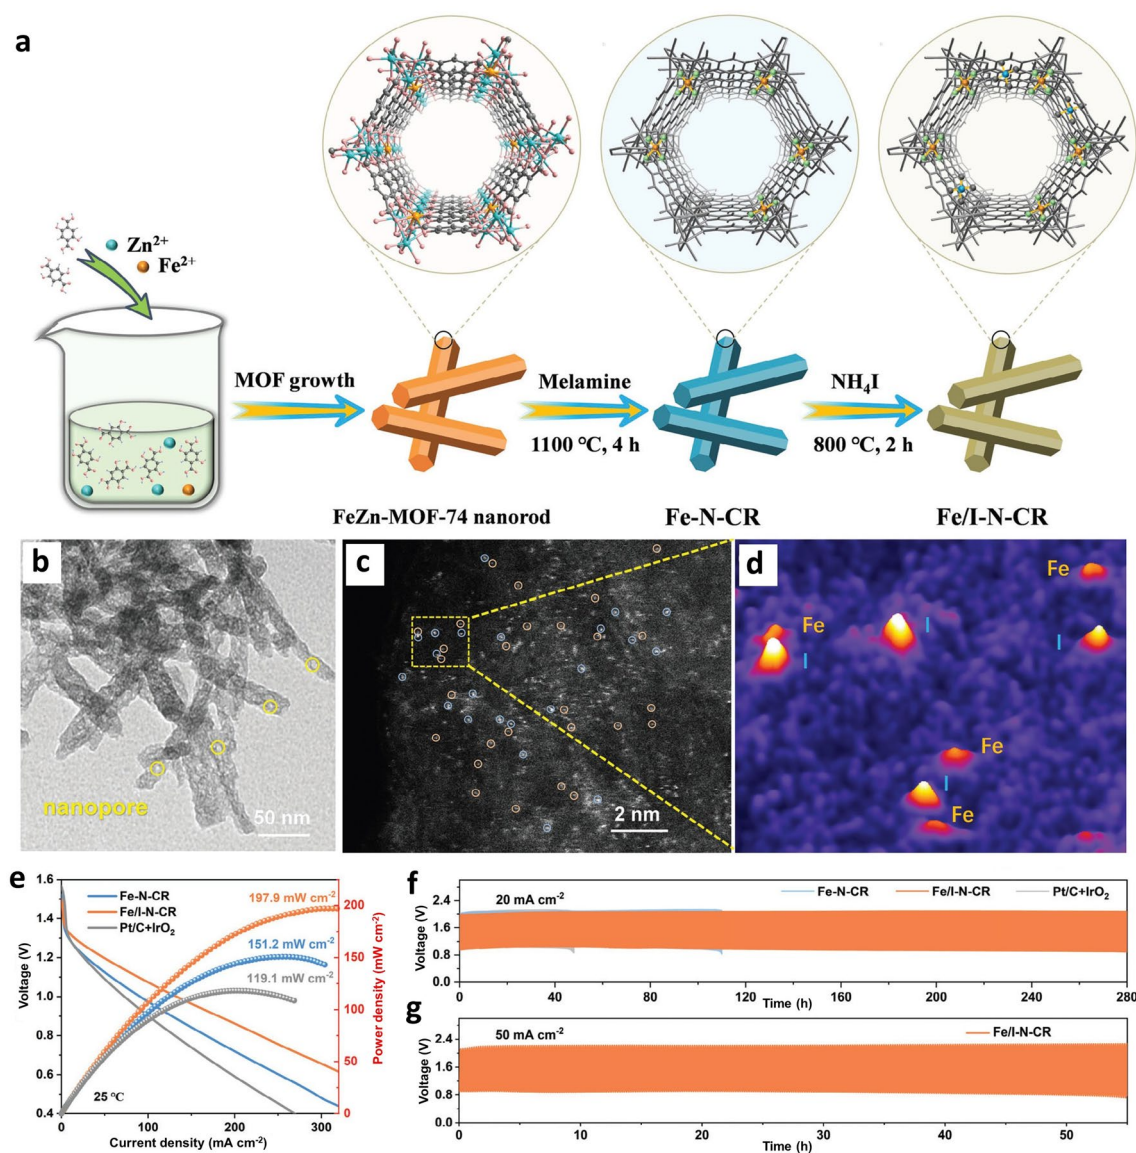 a
Zn²⁺
Fe²⁺
MOF growth
Melamine
1100 °C, 4 h
NH₄I
800 °C, 2 h
FeZn-MOF-74 nanorod
Fe-N-CR
Fe/I-N-CR
b
nanopore
50 nm
c
2 nm
d
Fe
Fe
I
I
I
Fe
I
Fe
e
1.6
1.4
1.2
1.0
0.8
0.6
0.4
Voltage (V)
Fe-N-CR
Fe/I-N-CR
Pt/C+IrO₂
197.9 mW cm⁻²
151.2 mW cm⁻²
119.1 mW cm⁻²
25 °C
200
150
100
50
0
Power density (mW cm⁻²)
0 100 200 300
Current density (mA cm⁻²)
f
20 mA cm⁻²
Fe-N-CR
Fe/I-N-CR
Pt/C+IrO₂
3.0
2.0
1.0
0.0
Voltage (V)
0 40 80 120 160 200 240 280
Time (h)
g
50 mA cm⁻²
Fe/I-N-CR
2.4
1.6
0.8
0.0
Voltage (V)
0 10 20 30 40 50
Time (h)